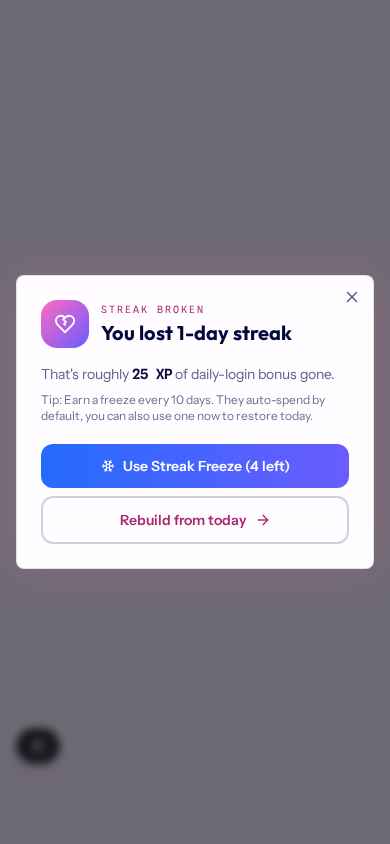 STREAK BROKEN
You lost 1-day streak
That's roughly 25 XP of daily-login bonus gone.
Tip: Earn a freeze every 10 days. They auto-spend by
default, you can also use one now to restore today.
Use Streak Freeze (4 left)
Rebuild from today